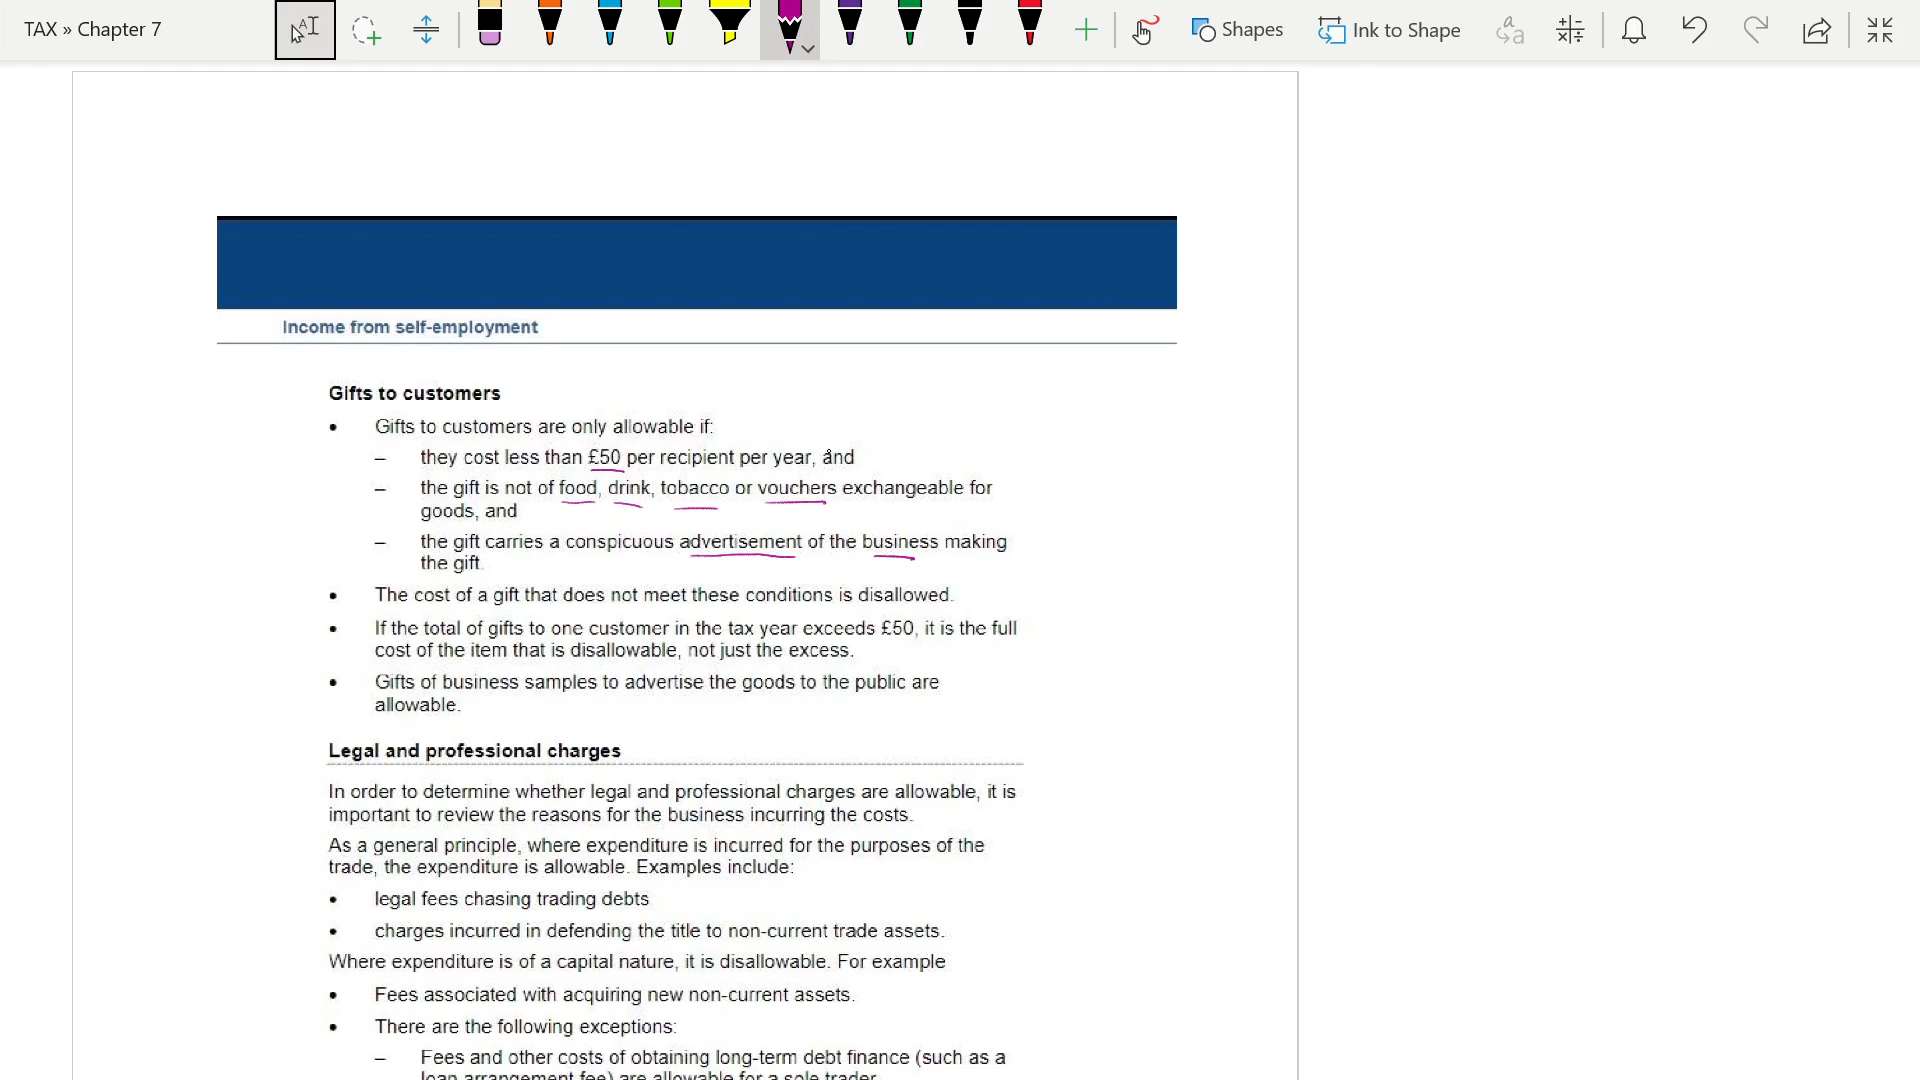 TAX » Chapter 7
Shapes
Ink to Shape
Income from self-employment
Gifts to customers
• Gifts to customers are only allowable if:
– they cost less than £50 per recipient per year, and
– the gift is not of food, drink, tobacco or vouchers exchangeable for
goods, and
– the gift carries a conspicuous advertisement of the business making
the gift.
• The cost of a gift that does not meet these conditions is disallowed.
• If the total of gifts to one customer in the tax year exceeds £50, it is the full
cost of the item that is disallowable, not just the excess.
• Gifts of business samples to advertise the goods to the public are
allowable.
Legal and professional charges
In order to determine whether legal and professional charges are allowable, it is
important to review the reasons for the business incurring the costs.
As a general principle, where expenditure is incurred for the purposes of the
trade, the expenditure is allowable. Examples include:
• legal fees chasing trading debts
• charges incurred in defending the title to non-current trade assets.
Where expenditure is of a capital nature, it is disallowable. For example
• Fees associated with acquiring new non-current assets.
• There are the following exceptions:
– Fees and other costs of obtaining long-term debt finance (such as a
loan arrangement fee) are allowable for a sole trader